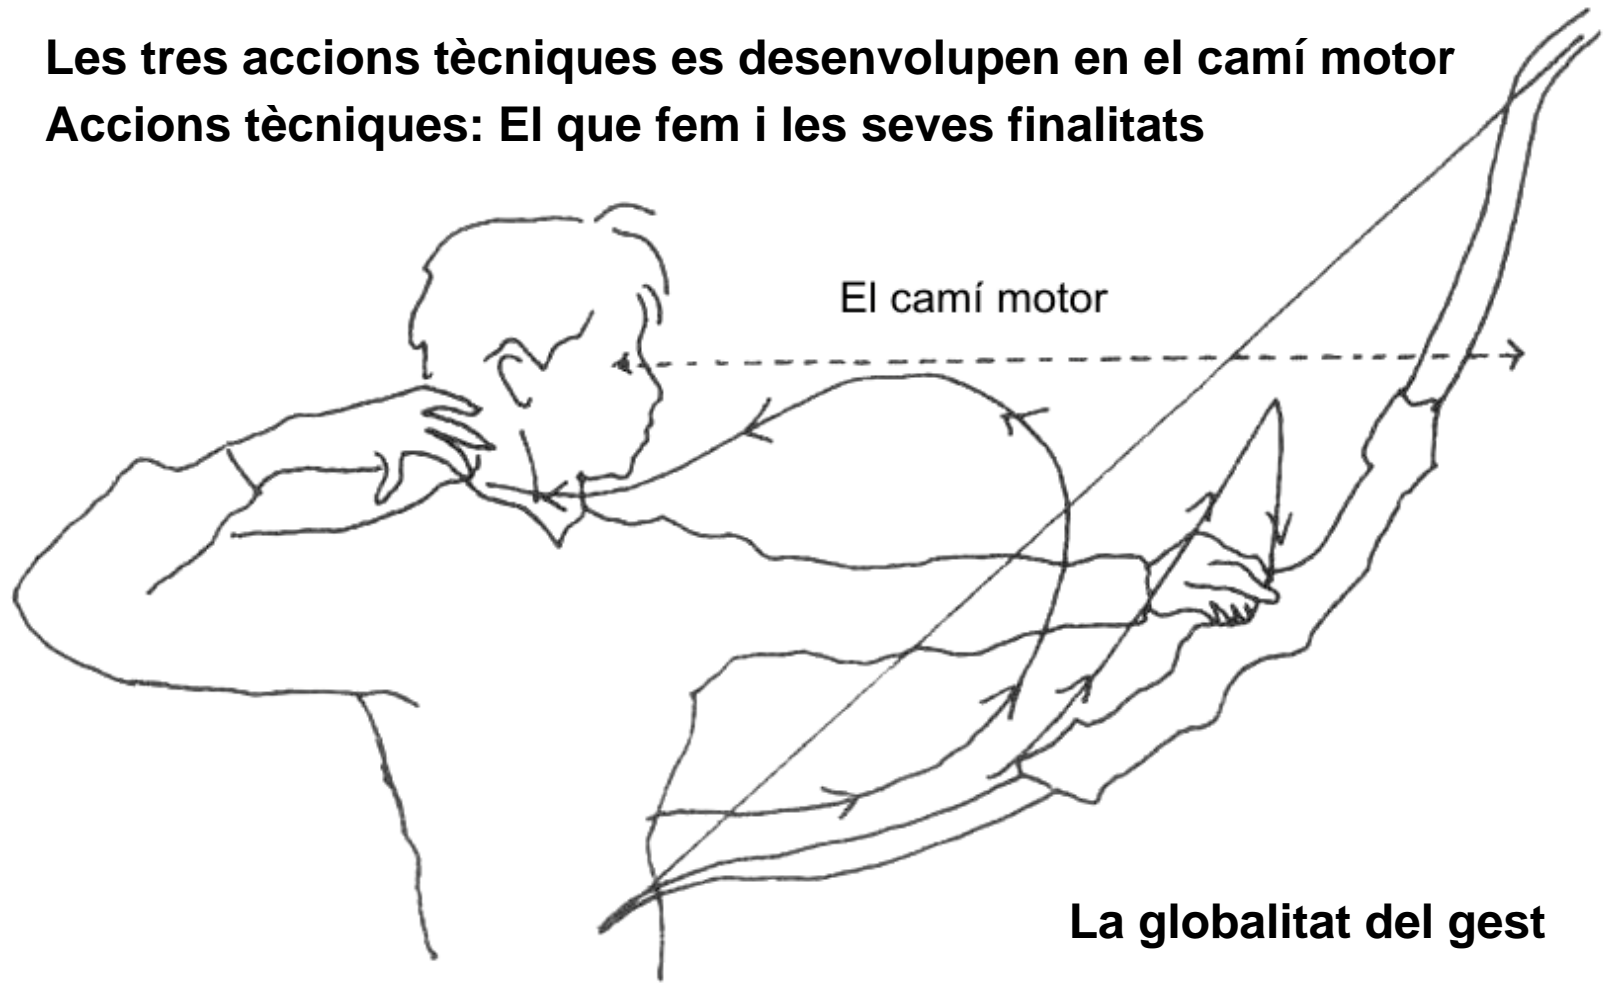 Les tres accions tècniques es desenvolupen en el camí motor
Accions tècniques: El que fem i les seves finalitats
El camí motor
La globalitat del gest